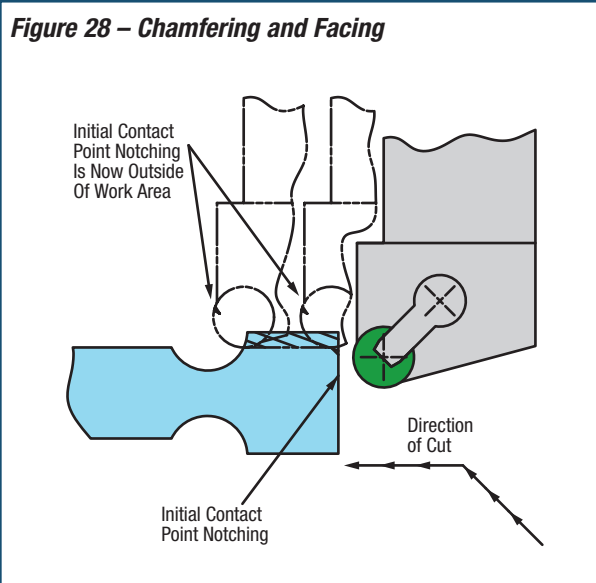 Figure 28 – Chamfering and Facing
Initial Contact
Point Notching
Is Now Outside
Of Work Area
Direction
of Cut
Initial Contact
Point Notching